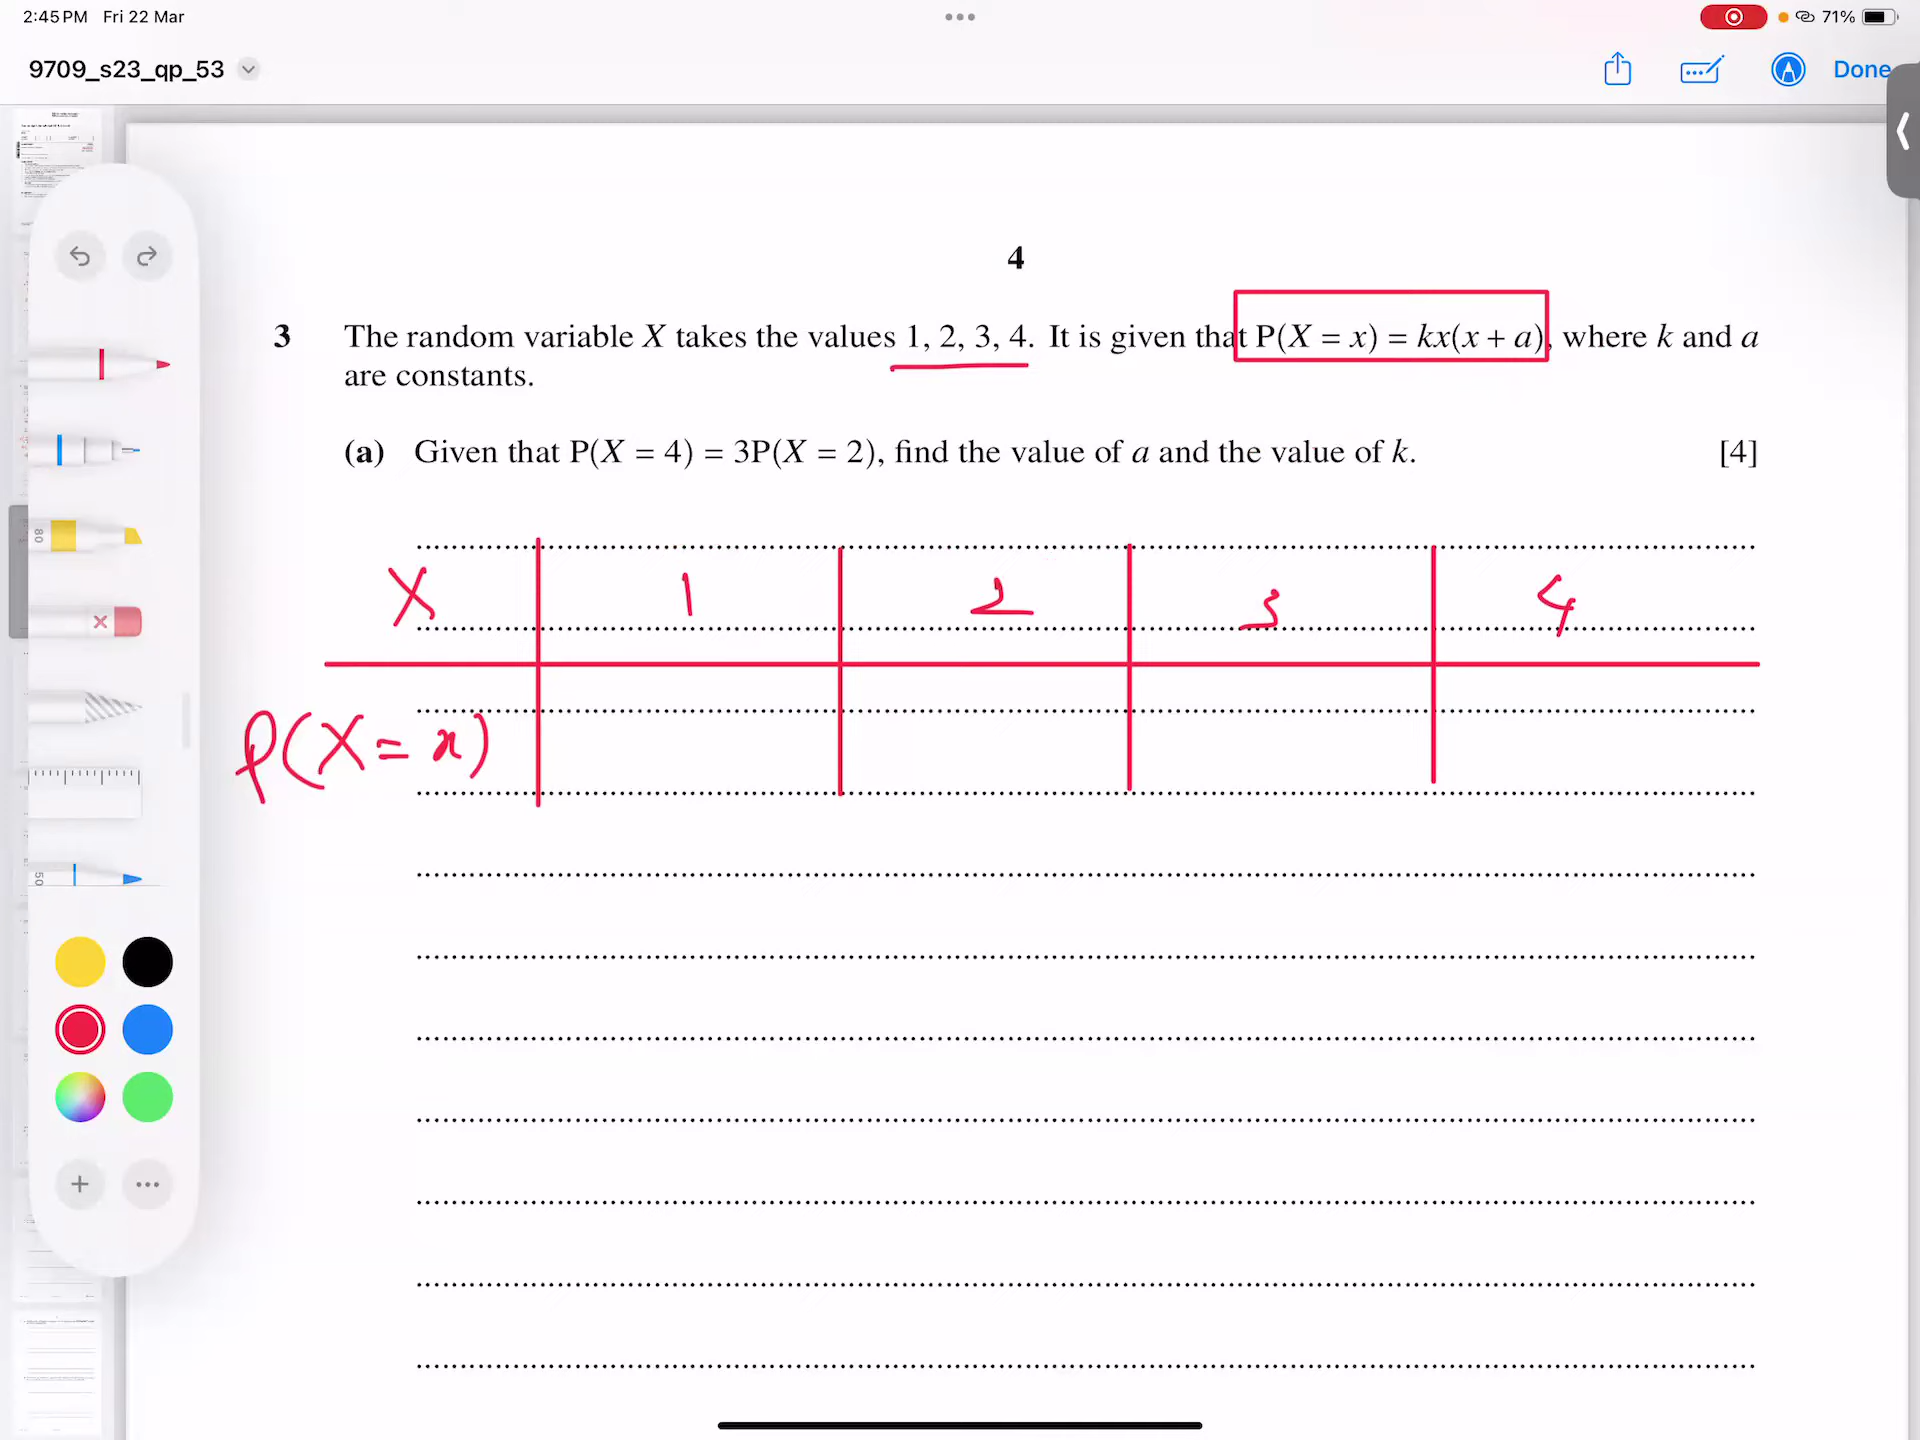 2:45 PM Fri 22 Mar
71%
9709_s23_qp_53
Done
4
3 The random variable X takes the values 1, 2, 3, 4. It is given that P(X = x) = kx(x + a), where k and a
are constants.
(a) Given that P(X = 4) = 3P(X = 2), find the value of a and the value of k. [4]
X 1 2 3 4
P(X = x)
80
50